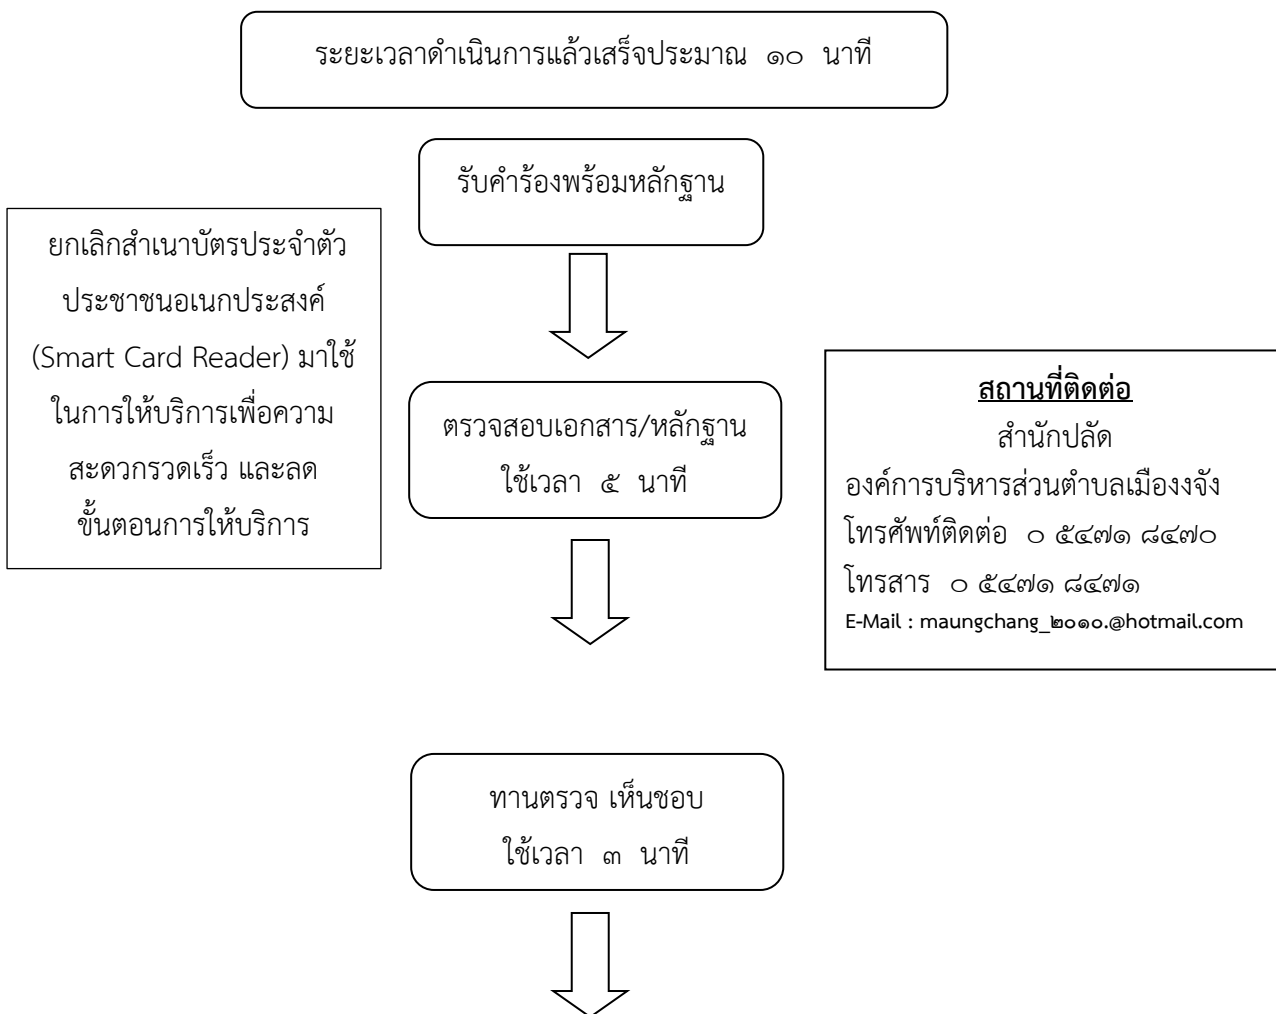 ระยะเวลาดำเนินการแล้วเสร็จประมาณ ๑๐ นาที
รับคำร้องพร้อมหลักฐาน
ยกเลิกสำเนาบัตรประจำตัว
ประชาชนอเนกประสงค์
(Smart Card Reader) มาใช้
ในการให้บริการเพื่อความ
สะดวกรวดเร็ว และลด
ขั้นตอนการให้บริการ
ตรวจสอบเอกสาร/หลักฐาน
ใช้เวลา ๕ นาที
สถานที่ติดต่อ
สำนักปลัด
องค์การบริหารส่วนตำบลเมืองงจัง
โทรศัพท์ติดต่อ ๐ ๕๔๗๑ ๘๔๗๐
โทรสาร ๐ ๕๔๗๑ ๘๔๗๑
E-Mail : maungchang_๒๐๑๐.@hotmail.com
ทานตรวจ เห็นชอบ
ใช้เวลา ๓ นาที